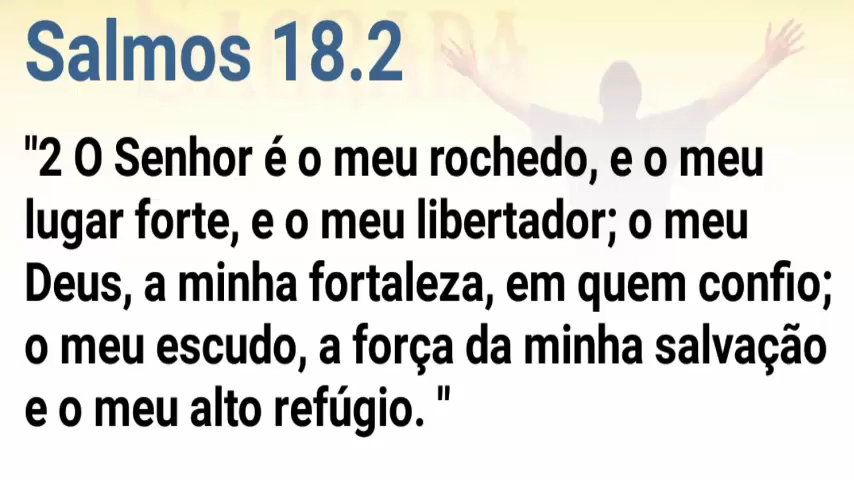 SAGRADA
Salmos 18.2
"2 O Senhor é o meu rochedo, e o meu
lugar forte, e o meu libertador; o meu
Deus, a minha fortaleza, em quem confio;
o meu escudo, a força da minha salvação
e o meu alto refúgio. "